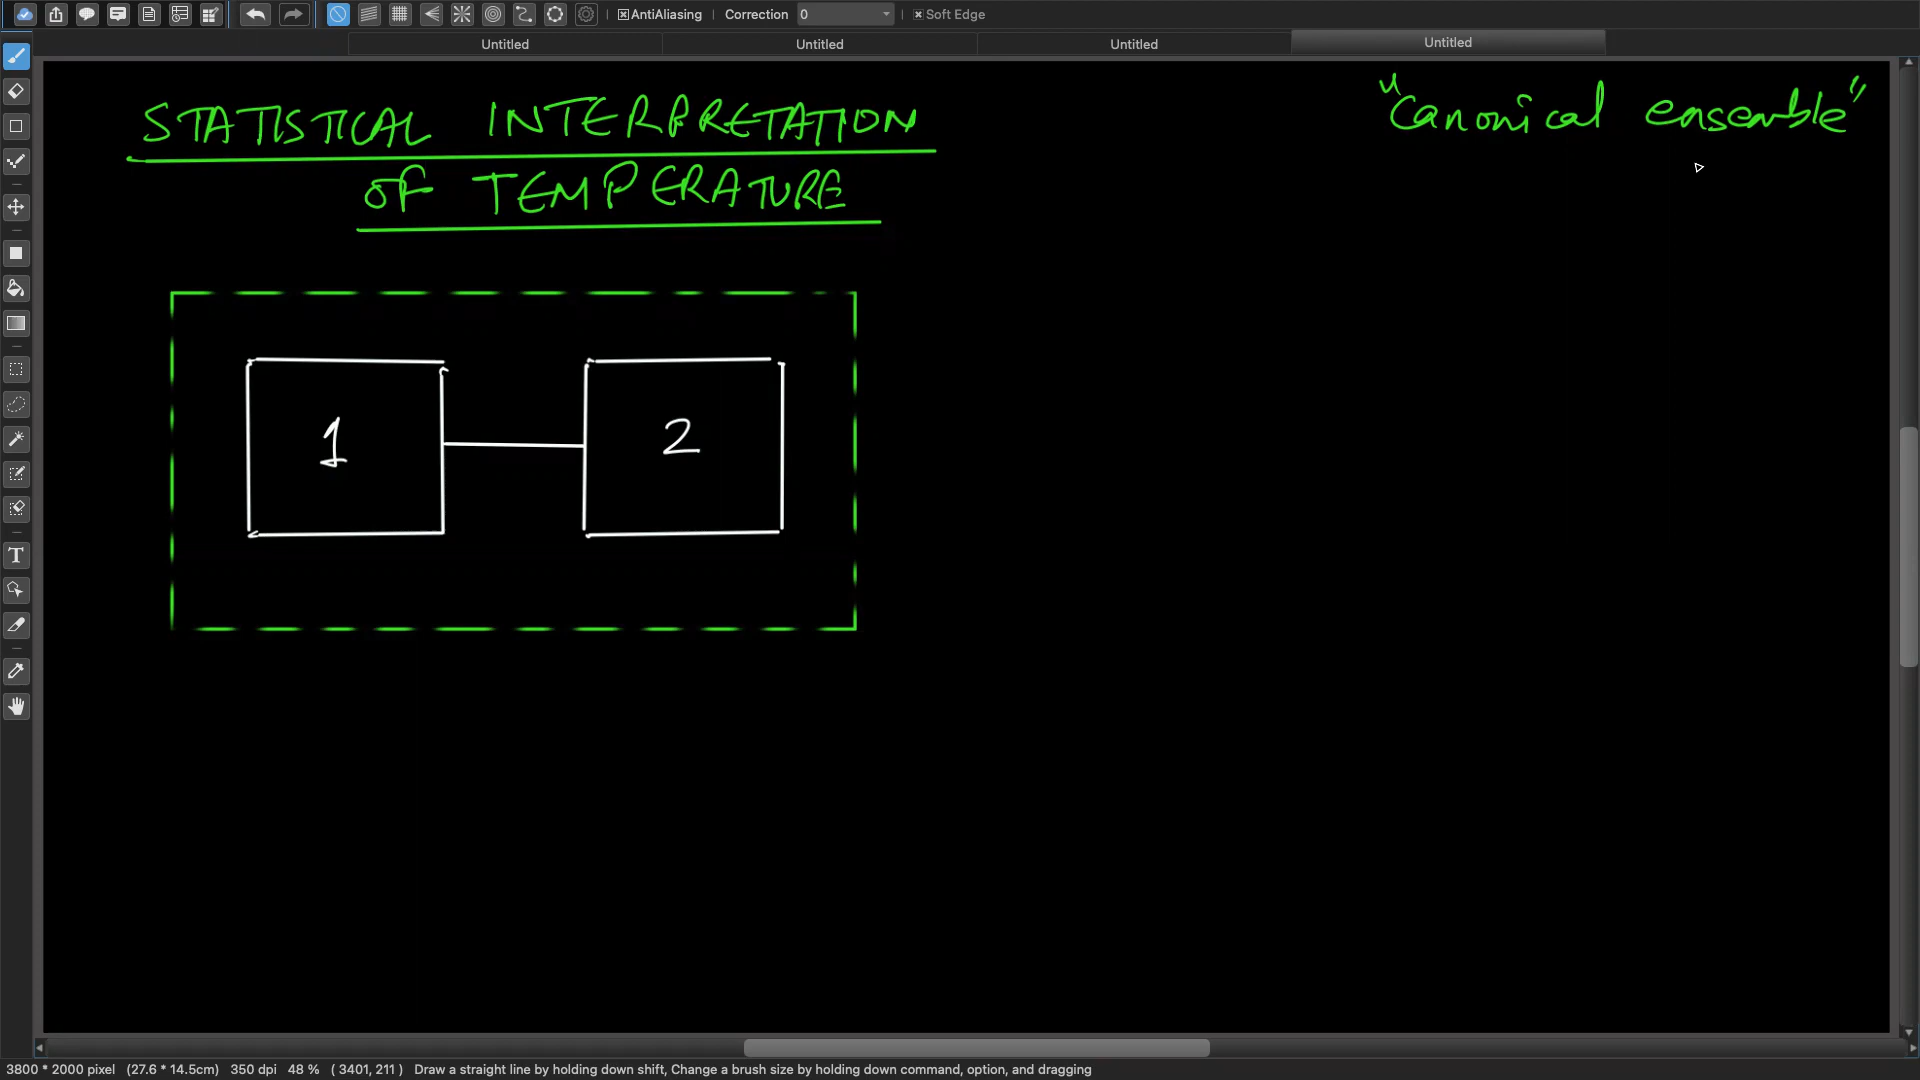 AntiAliasing Correction 0 Soft Edge
Untitled Untitled Untitled Untitled
STATISTICAL INTERPRETATION
OF TEMPERATURE
"Canonical ensemble"
1 2
T
3800 * 2000 pixel (27.6 * 14.5cm) 350 dpi 48 % ( 3401, 211 ) Draw a straight line by holding down shift, Change a brush size by holding down command, option, and dragging